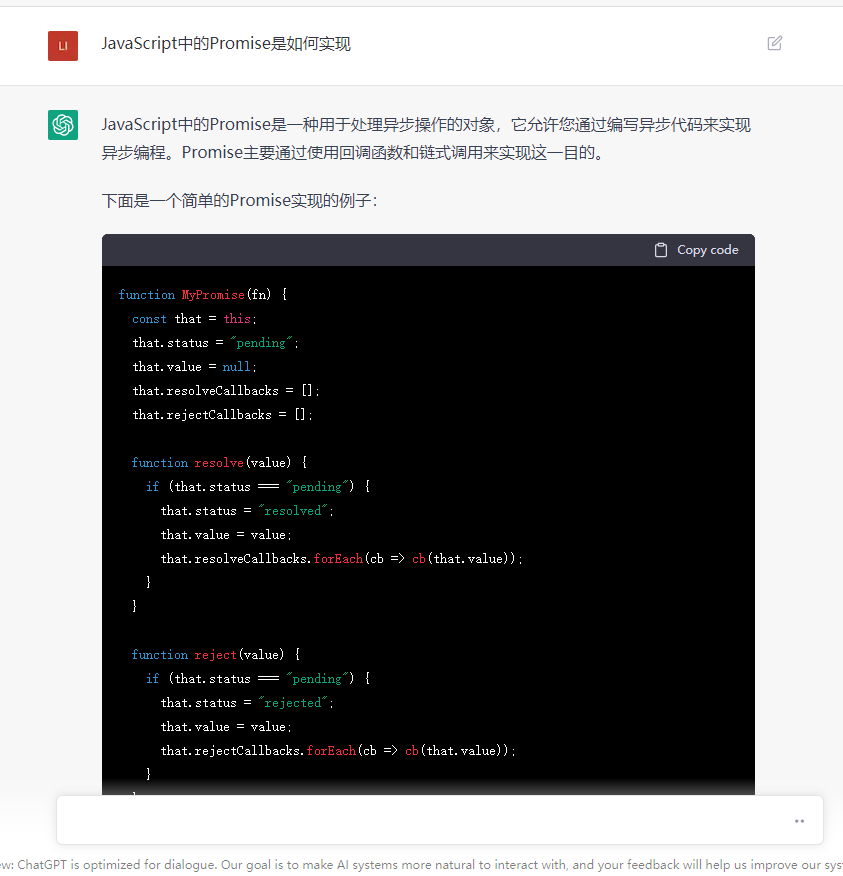 LI
JavaScript中的Promise是如何实现
JavaScript中的Promise是一种用于处理异步操作的对象，它允许您通过编写异步代码来实现
异步编程。Promise主要通过使用回调函数和链式调用来实现这一目的。
下面是一个简单的Promise实现的例子：
Copy code
function MyPromise(fn) {
  const that = this;
  that.status = "pending";
  that.value = null;
  that.resolveCallbacks = [];
  that.rejectCallbacks = [];
  function resolve(value) {
    if (that.status === "pending") {
      that.status = "resolved";
      that.value = value;
      that.resolveCallbacks.forEach(cb => cb(that.value));
    }
  }
  function reject(value) {
    if (that.status === "pending") {
      that.status = "rejected";
      that.value = value;
      that.rejectCallbacks.forEach(cb => cb(that.value));
    }
ew: ChatGPT is optimized for dialogue. Our goal is to make AI systems more natural to interact with, and your feedback will help us improve our sys